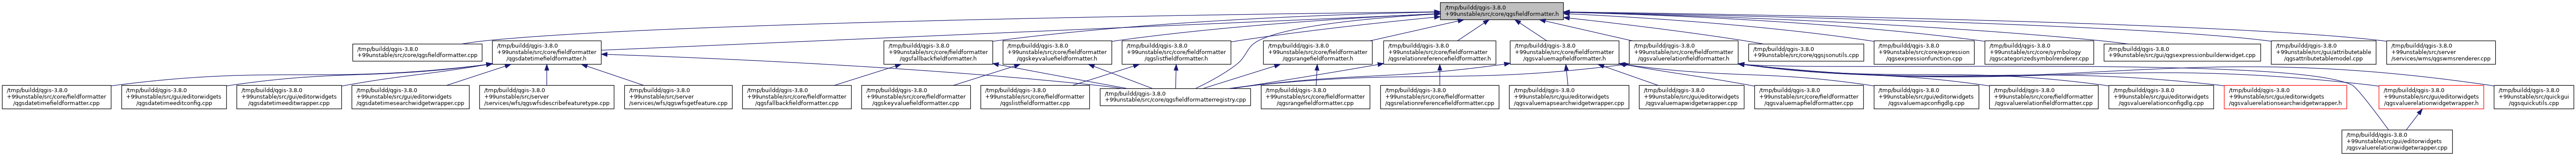 /tmp/buildd/qgis-3.8.0
+99unstable/src/core/qgsfieldformatter.h
/tmp/buildd/qgis-3.8.0
+99unstable/src/core/qgsfieldformatter.cpp
/tmp/buildd/qgis-3.8.0
+99unstable/src/core/fieldformatter
/qgsdatetimefieldformatter.h
/tmp/buildd/qgis-3.8.0
+99unstable/src/core/fieldformatter
/qgsfallbackfieldformatter.h
/tmp/buildd/qgis-3.8.0
+99unstable/src/core/fieldformatter
/qgskeyvaluefieldformatter.h
/tmp/buildd/qgis-3.8.0
+99unstable/src/core/fieldformatter
/qgslistfieldformatter.h
/tmp/buildd/qgis-3.8.0
+99unstable/src/core/fieldformatter
/qgsrangefieldformatter.h
/tmp/buildd/qgis-3.8.0
+99unstable/src/core/fieldformatter
/qgsrelationreferencefieldformatter.h
/tmp/buildd/qgis-3.8.0
+99unstable/src/core/fieldformatter
/qgsvaluemapfieldformatter.h
/tmp/buildd/qgis-3.8.0
+99unstable/src/core/fieldformatter
/qgsvaluerelationfieldformatter.h
/tmp/buildd/qgis-3.8.0
+99unstable/src/core/qgsjsonutils.cpp
/tmp/buildd/qgis-3.8.0
+99unstable/src/core/expression
/qgsexpressionfunction.cpp
/tmp/buildd/qgis-3.8.0
+99unstable/src/core/symbology
/qgscategorizedsymbolrenderer.cpp
/tmp/buildd/qgis-3.8.0
+99unstable/src/gui/qgsexpressionbuilderwidget.cpp
/tmp/buildd/qgis-3.8.0
+99unstable/src/gui/attributetable
/qgsattributetablemodel.cpp
/tmp/buildd/qgis-3.8.0
+99unstable/src/server
/services/wms/qgswmsrenderer.cpp
/tmp/buildd/qgis-3.8.0
+99unstable/src/core/fieldformatter
/qgsdatetimefieldformatter.cpp
/tmp/buildd/qgis-3.8.0
+99unstable/src/gui/editorwidgets
/qgsdatetimeeditconfig.cpp
/tmp/buildd/qgis-3.8.0
+99unstable/src/gui/editorwidgets
/qgsdatetimeeditwrapper.cpp
/tmp/buildd/qgis-3.8.0
+99unstable/src/gui/editorwidgets
/qgsdatetimesearchwidgetwrapper.cpp
/tmp/buildd/qgis-3.8.0
+99unstable/src/server
/services/wfs/qgswfsdescribefeaturetype.cpp
/tmp/buildd/qgis-3.8.0
+99unstable/src/server
/services/wfs/qgswfsgetfeature.cpp
/tmp/buildd/qgis-3.8.0
+99unstable/src/core/fieldformatter
/qgsfallbackfieldformatter.cpp
/tmp/buildd/qgis-3.8.0
+99unstable/src/core/fieldformatter
/qgskeyvaluefieldformatter.cpp
/tmp/buildd/qgis-3.8.0
+99unstable/src/core/fieldformatter
/qgslistfieldformatter.cpp
/tmp/buildd/qgis-3.8.0
+99unstable/src/core/qgsfieldformatterregistry.cpp
/tmp/buildd/qgis-3.8.0
+99unstable/src/core/fieldformatter
/qgsrangefieldformatter.cpp
/tmp/buildd/qgis-3.8.0
+99unstable/src/core/fieldformatter
/qgsrelationreferencefieldformatter.cpp
/tmp/buildd/qgis-3.8.0
+99unstable/src/gui/editorwidgets
/qgsvaluemapsearchwidgetwrapper.cpp
/tmp/buildd/qgis-3.8.0
+99unstable/src/gui/editorwidgets
/qgsvaluemapwidgetwrapper.cpp
/tmp/buildd/qgis-3.8.0
+99unstable/src/core/fieldformatter
/qgsvaluemapfieldformatter.cpp
/tmp/buildd/qgis-3.8.0
+99unstable/src/gui/editorwidgets
/qgsvaluemapconfigdlg.cpp
/tmp/buildd/qgis-3.8.0
+99unstable/src/core/fieldformatter
/qgsvaluerelationfieldformatter.cpp
/tmp/buildd/qgis-3.8.0
+99unstable/src/gui/editorwidgets
/qgsvaluerelationconfigdlg.cpp
/tmp/buildd/qgis-3.8.0
+99unstable/src/gui/editorwidgets
/qgsvaluerelationsearchwidgetwrapper.h
/tmp/buildd/qgis-3.8.0
+99unstable/src/gui/editorwidgets
/qgsvaluerelationwidgetwrapper.h
/tmp/buildd/qgis-3.8.0
+99unstable/src/quickgui
/qgsquickutils.cpp
/tmp/buildd/qgis-3.8.0
+99unstable/src/gui/editorwidgets
/qgsvaluerelationwidgetwrapper.cpp